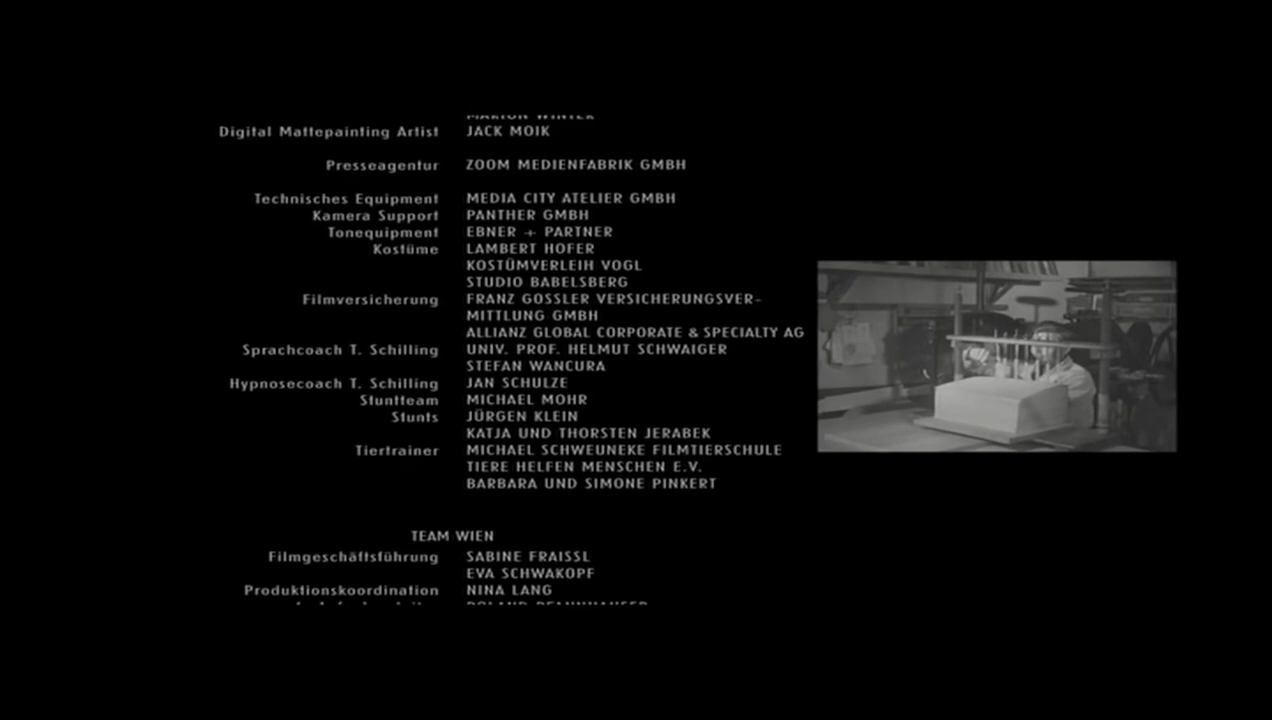 Digital Mattepainting Artist JACK MOIK
Presseagentur ZOOM MEDIENFABRIK GMBH
Technisches Equipment MEDIA CITY ATELIER GMBH
Kamera Support PANTHER GMBH
Tonequipment EBNER + PARTNER
Kostüme LAMBERT HOFER
KOSTÜMVERLEIH VOGL
STUDIO BABELSBERG
Filmversicherung FRANZ GOSSLER VERSICHERUNGSVER-
MITTLUNG GMBH
ALLIANZ GLOBAL CORPORATE & SPECIALTY AG
Sprachcoach T. Schilling UNIV. PROF. HELMUT SCHWAIGER
STEFAN WANCURA
Hypnosecoach T. Schilling JAN SCHULZE
Stuntteam MICHAEL MOHR
Stunts JÜRGEN KLEIN
KATJA UND THORSTEN JERABEK
Tiertrainer MICHAEL SCHWEUNEKE FILMTIERSCHULE
TIERE HELFEN MENSCHEN E.V.
BARBARA UND SIMONE PINKERT
TEAM WIEN
Filmgeschäftsführung SABINE FRAISSL
EVA SCHWAKOPF
Produktionskoordination NINA LANG